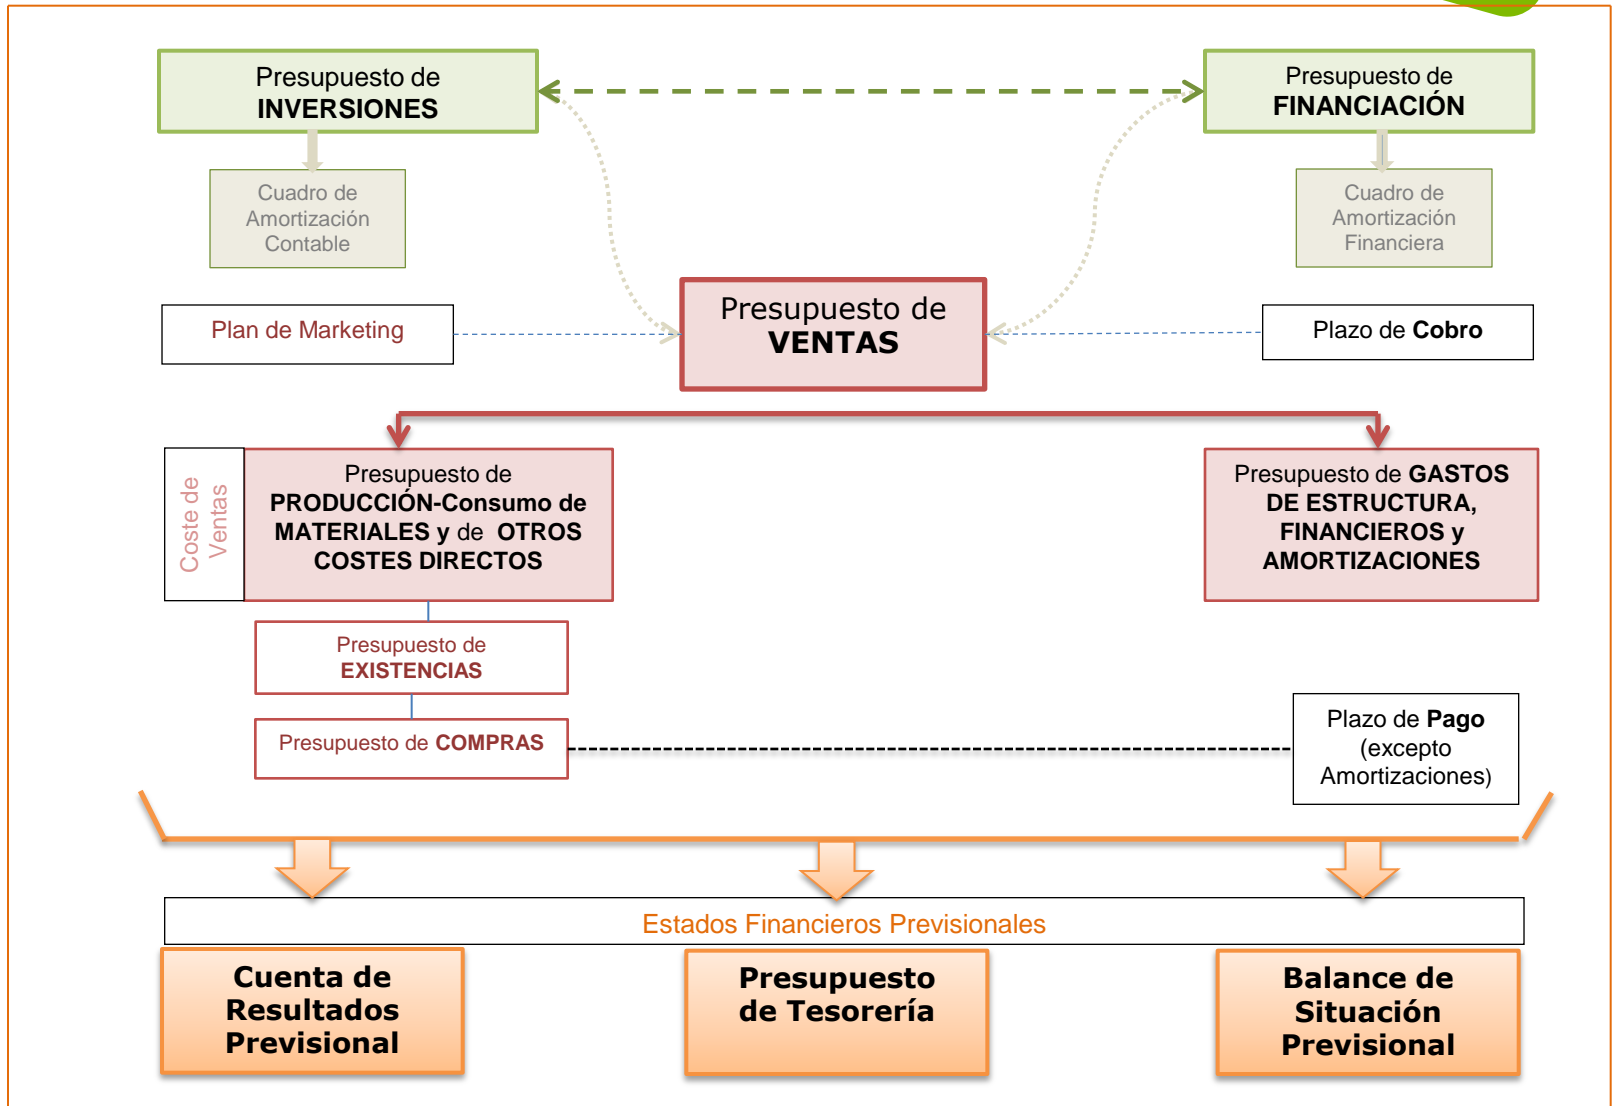 Presupuesto de
INVERSIONES
Presupuesto de
FINANCIACIÓN
Cuadro de
Amortización
Contable
Cuadro de
Amortización
Financiera
Presupuesto de
VENTAS
Plan de Marketing
Plazo de Cobro
Coste de
Ventas
Presupuesto de
PRODUCCIÓN-Consumo de
MATERIALES y de OTROS
COSTES DIRECTOS
Presupuesto de GASTOS
DE ESTRUCTURA,
FINANCIEROS y
AMORTIZACIONES
Presupuesto de
EXISTENCIAS
Presupuesto de COMPRAS
Plazo de Pago
(excepto
Amortizaciones)
Estados Financieros Previsionales
Cuenta de
Resultados
Previsional
Presupuesto
de Tesorería
Balance de
Situación
Previsional